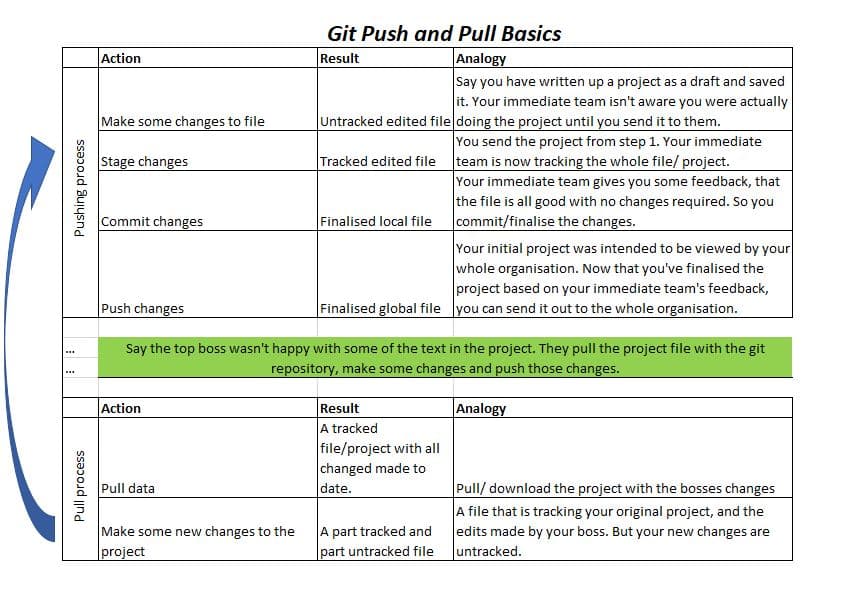 Git Push and Pull Basics
Action Result Analogy
Pushing process
Make some changes to file
Untracked edited file
Say you have written up a project as a draft and saved
it. Your immediate team isn't aware you were actually
doing the project until you send it to them.
Stage changes
Tracked edited file
You send the project from step 1. Your immediate
team is now tracking the whole file/ project.
Commit changes
Finalised local file
Your immediate team gives you some feedback, that
the file is all good with no changes required. So you
commit/finalise the changes.
Push changes
Finalised global file
Your initial project was intended to be viewed by your
whole organisation. Now that you've finalised the
project based on your immediate team's feedback,
you can send it out to the whole organisation.
...
...
Say the top boss wasn't happy with some of the text in the project. They pull the project file with the git
repository, make some changes and push those changes.
Action Result Analogy
Pull process
Pull data
A tracked
file/project with all
changed made to
date.
Pull/ download the project with the bosses changes
Make some new changes to the
project
A part tracked and
part untracked file
A file that is tracking your original project, and the
edits made by your boss. But your new changes are
untracked.